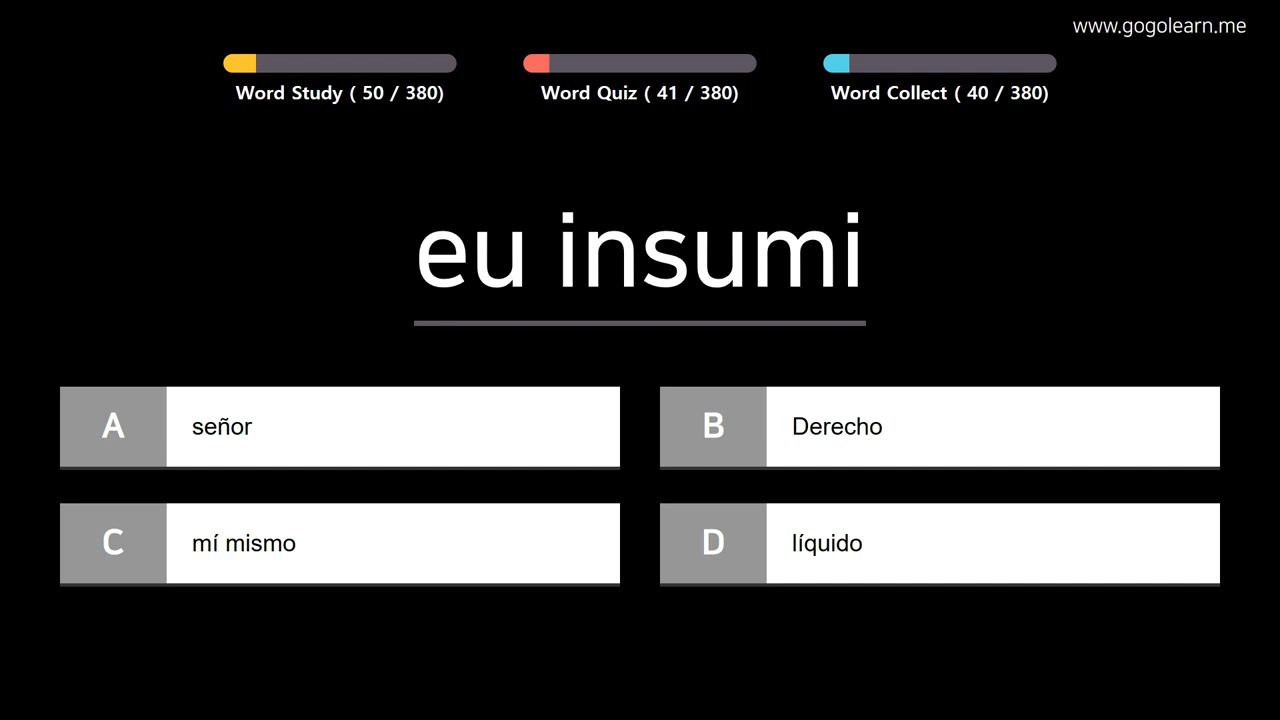 www.gogolearn.me
Word Study ( 50 / 380)
Word Quiz ( 41 / 380)
Word Collect ( 40 / 380)
eu insumi
A señor
B Derecho
C mí mismo
D líquido